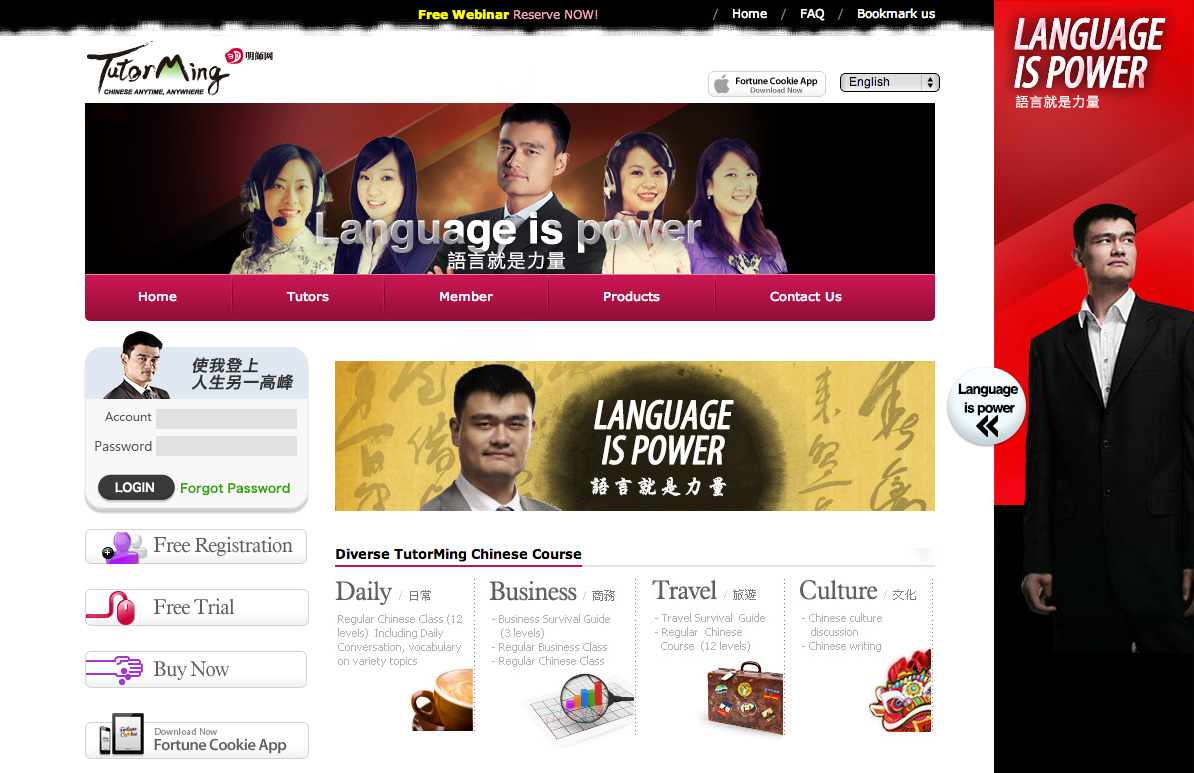 Free Webinar Reserve NOW!
/ Home / FAQ / Bookmark us
TutorMing 明師网
CHINESE ANYTIME, ANYWHERE
Fortune Cookie App
Download Now
English
Language is power
語言就是力量
Home
Tutors
Member
Products
Contact Us
使我登上
人生另一高峰
Account
Password
LOGIN
Forgot Password
Free Registration
Free Trial
Buy Now
Download Now
Fortune Cookie App
LANGUAGE
IS POWER
語言就是力量
Diverse TutorMing Chinese Course
Daily / 日常
Regular Chinese Class (12
levels) Including Daily
Conversation, vocabulary
on variety topics
Business / 商務
- Business Survival Guide
(3 levels)
- Regular Business Class
- Regular Chinese Class
Travel / 旅遊
- Travel Survival Guide
- Regular Chinese
Course (12 levels)
Culture / 文化
- Chinese culture
discussion
- Chinese writing
LANGUAGE
IS POWER
語言就是力量
Language
is power